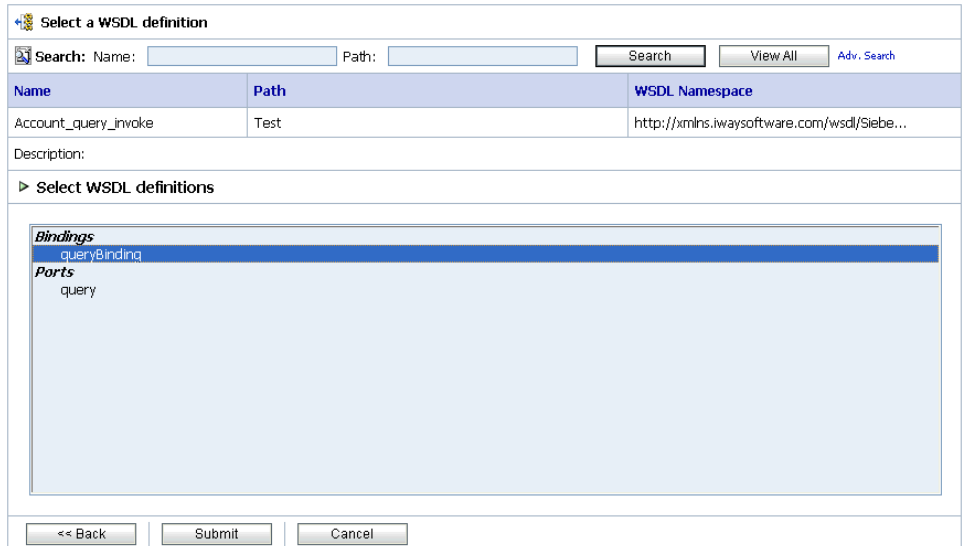 Select a WSDL definition
Search: Name: Path: Search View All Adv. Search
Name Path WSDL Namespace
Account_query_invoke Test http://xmlns.iwaysoftware.com/wsdl/Siebe...
Description:
Select WSDL definitions
Bindings
queryBinding
Ports
query
<< Back Submit Cancel